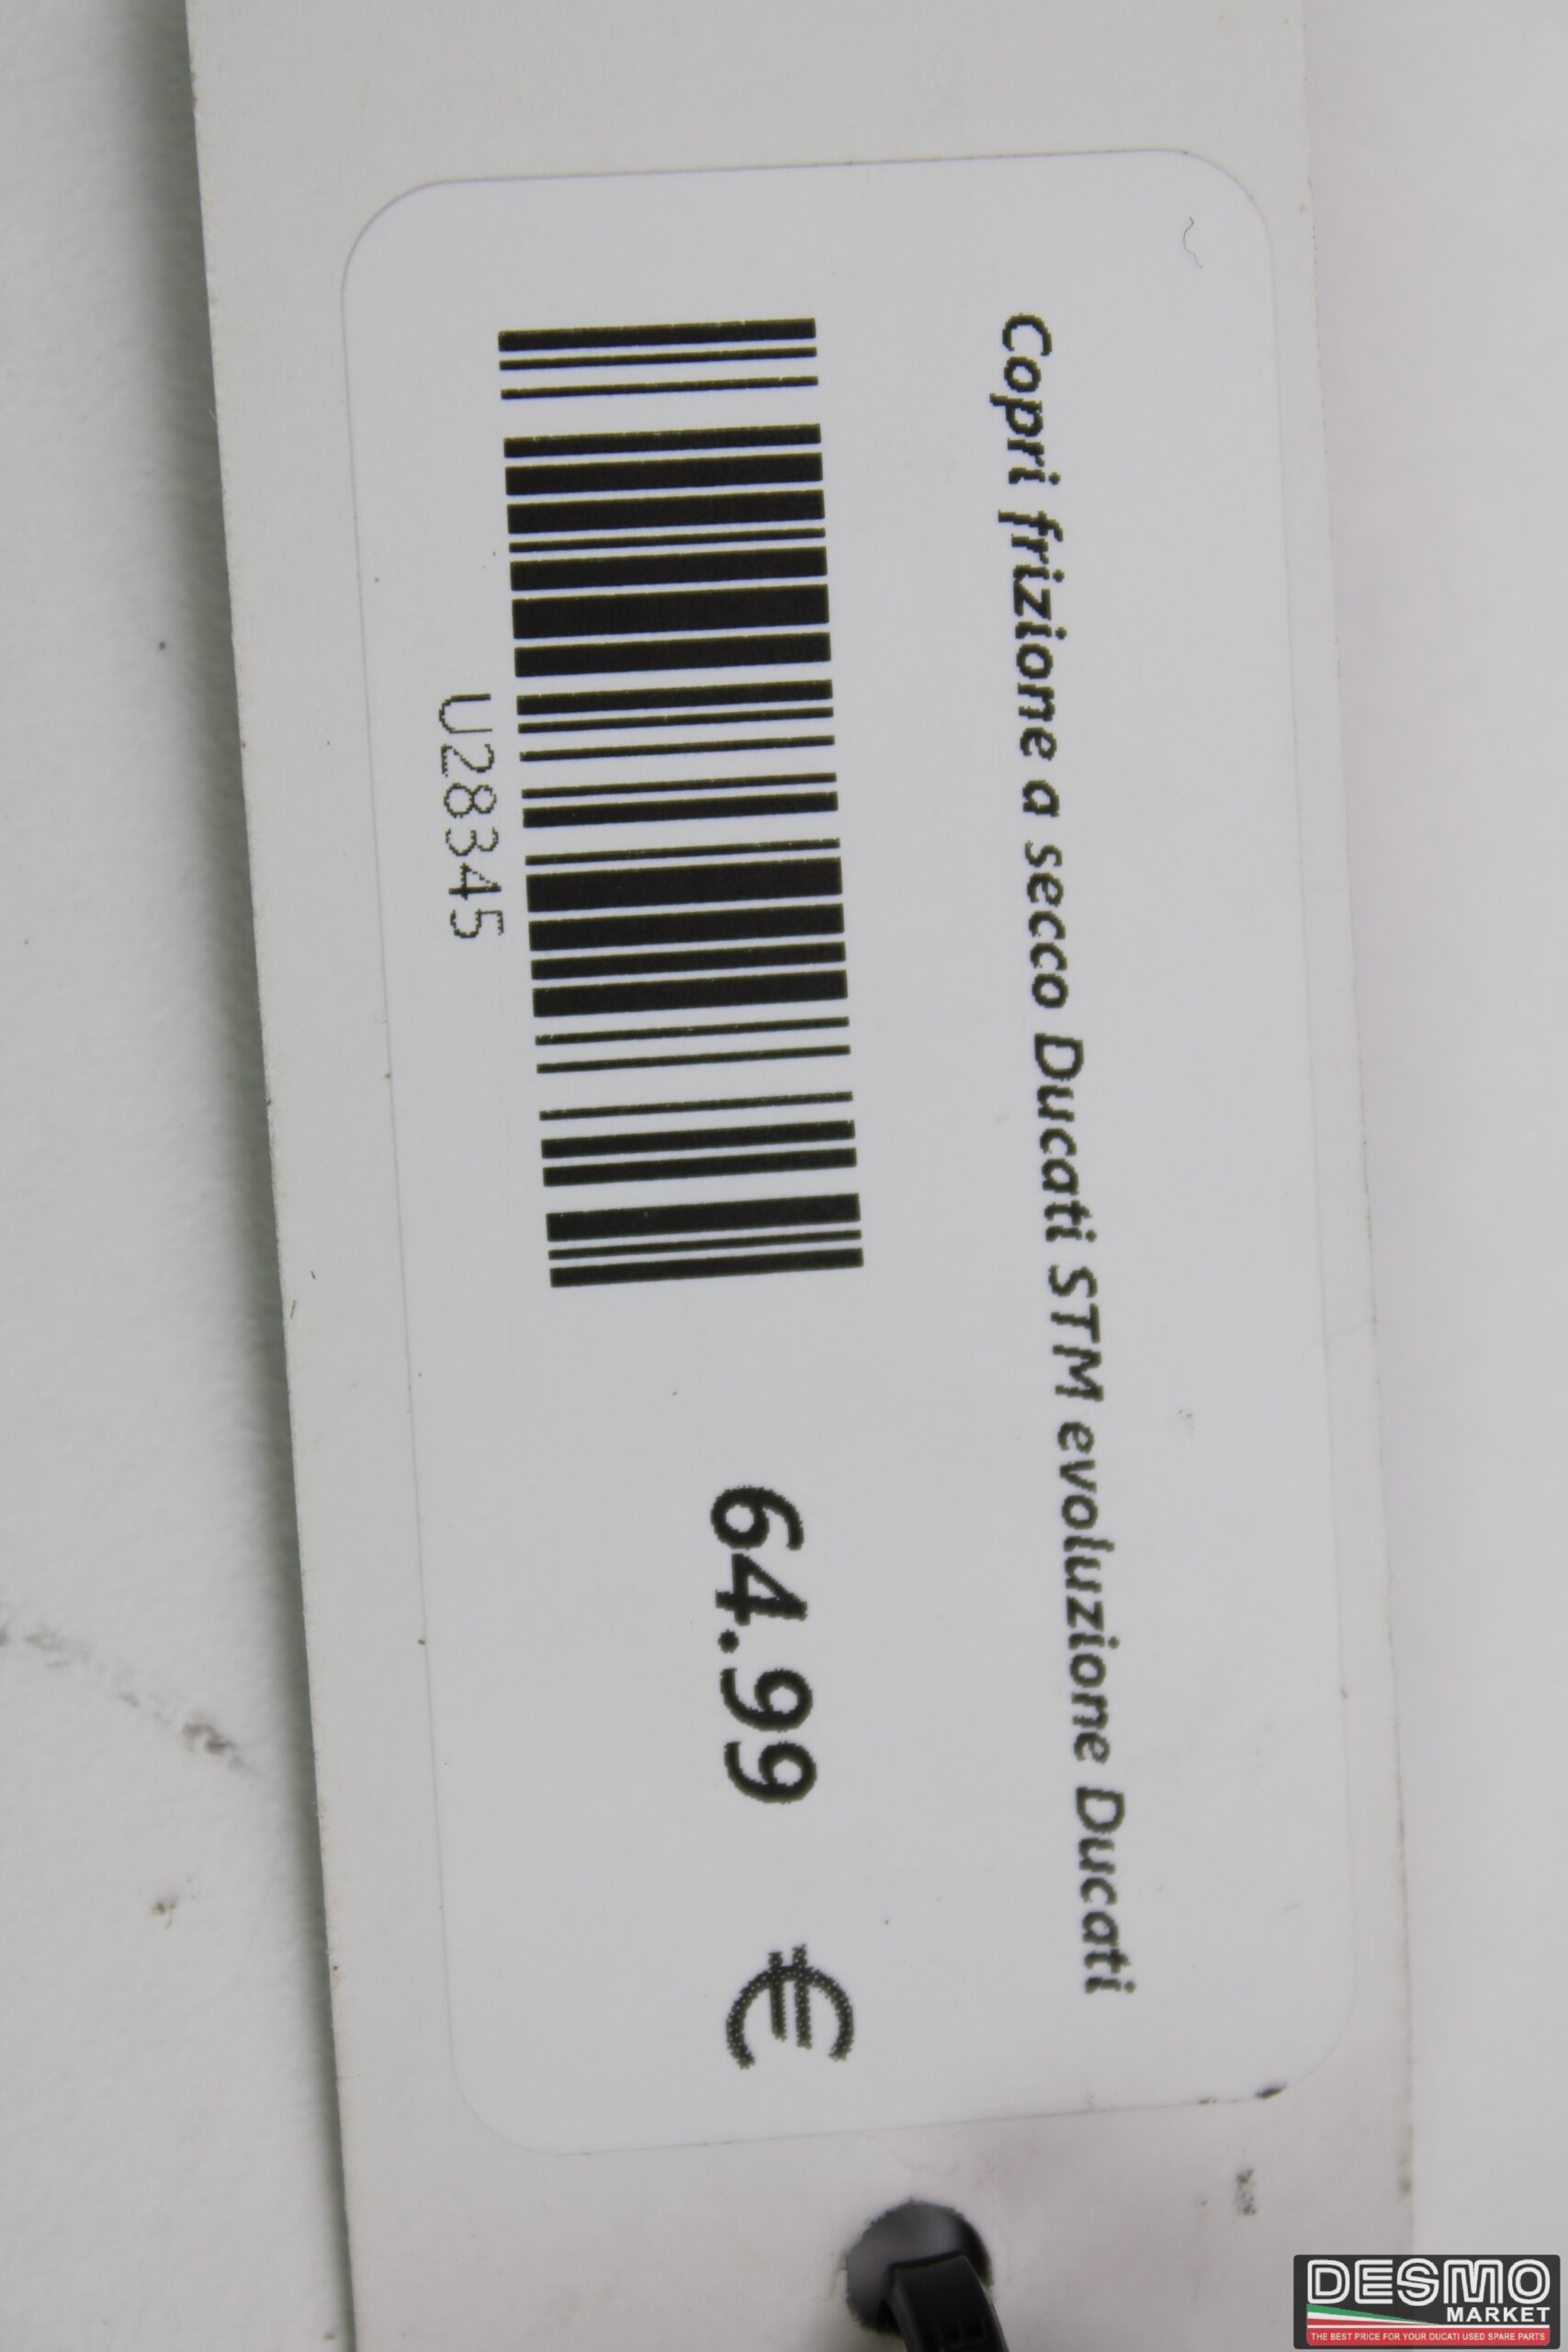 Copri frizione a secco Ducati STM evoluzione Ducati
U28345
64.99 €
DESMO
MARKET
THE BEST PRICE FOR YOUR DUCATI USED SPARE PARTS